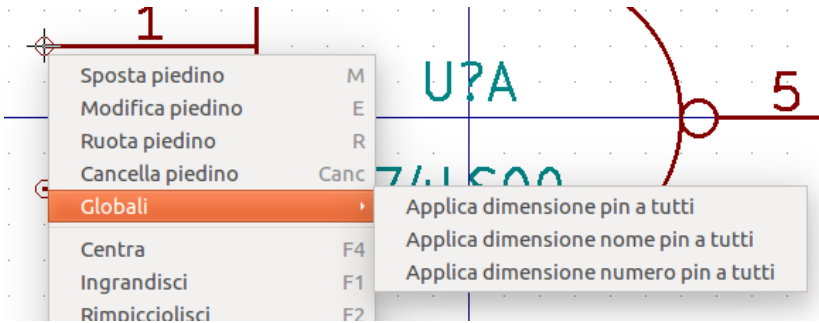 1
U?A
5
Sposta piedino M
Modifica piedino E
Ruota piedino R
Cancella piedino Canc
Globali
Applica dimensione pin a tutti
Applica dimensione nome pin a tutti
Applica dimensione numero pin a tutti
Centra F4
Ingrandisci F1
Rimpicciolisci F2